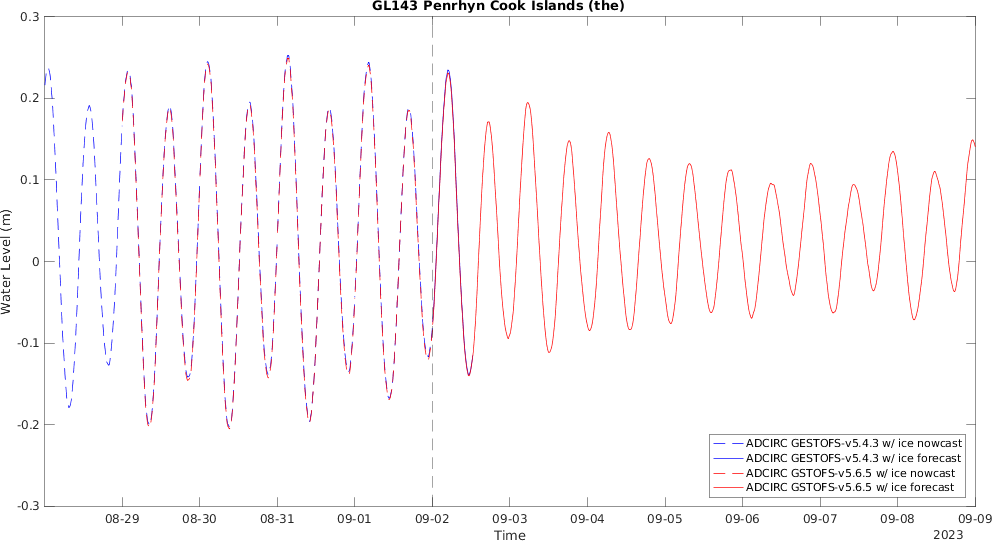 GL143 Penrhyn Cook Islands (the)
0.3
0.2
0.1
0
-0.1
-0.2
-0.3
Water Level (m)
08-29 08-30 08-31 09-01 09-02 09-03 09-04 09-05 09-06 09-07 09-08 09-09
Time
2023
ADCIRC GESTOFS-v5.4.3 w/ ice nowcast
ADCIRC GESTOFS-v5.4.3 w/ ice forecast
ADCIRC GSTOFS-v5.6.5 w/ ice nowcast
ADCIRC GSTOFS-v5.6.5 w/ ice forecast